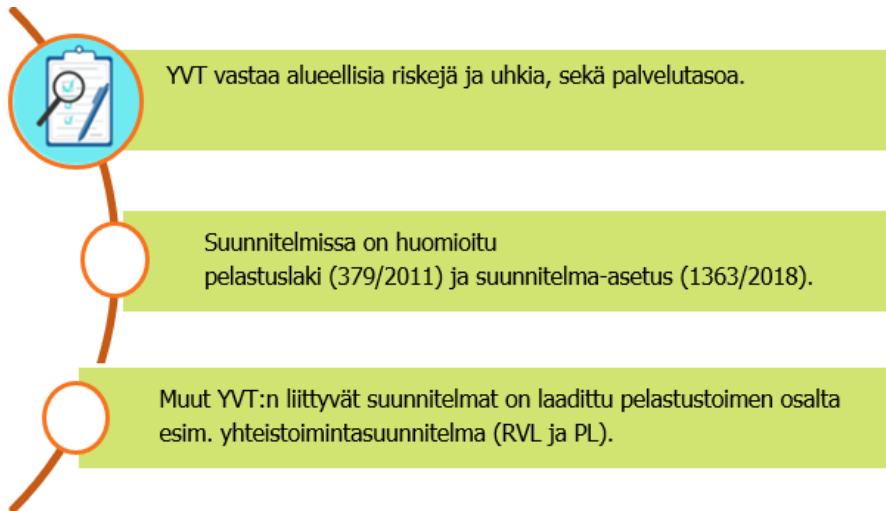 YVT vastaa alueellisia riskejä ja uhkia, sekä palvelutasoa.
Suunnitelmissa on huomioitu
pelastuslaki (379/2011) ja suunnitelma-asetus (1363/2018).
Muut YVT:n liittyvät suunnitelmat on laadittu pelastustoimen osalta
esim. yhteistoimintasuunnitelma (RVL ja PL).